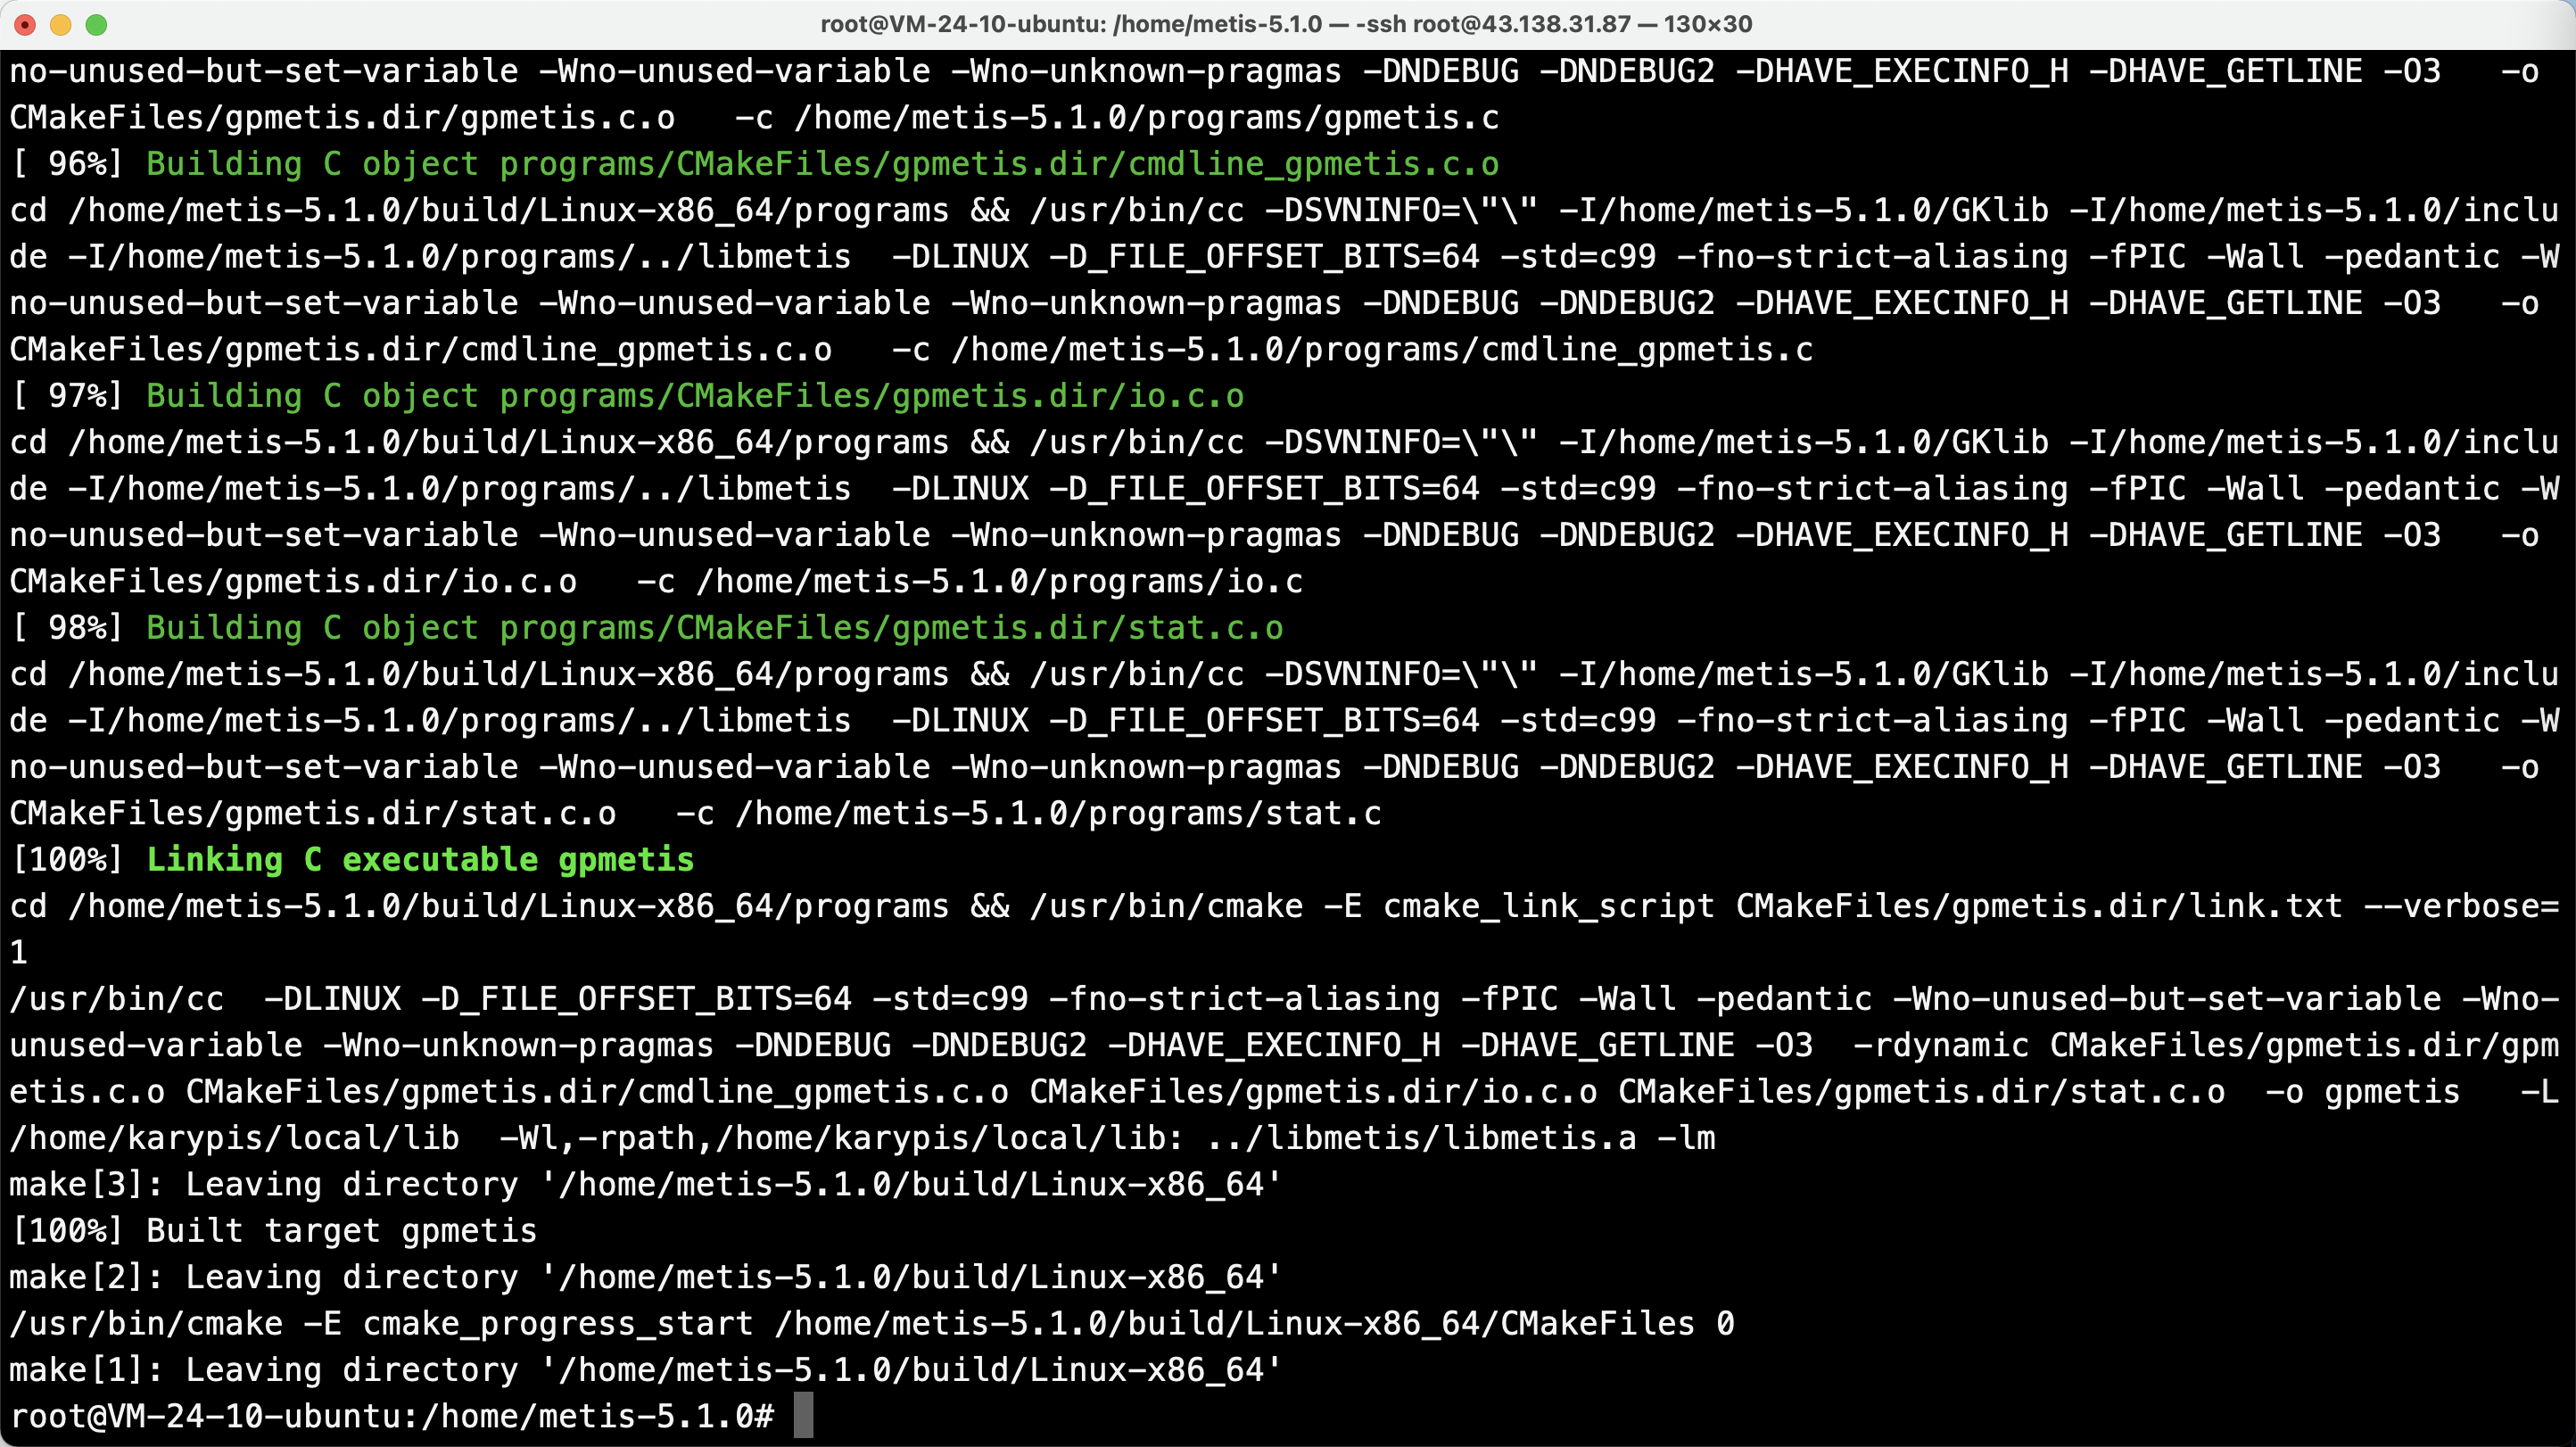 root@VM-24-10-ubuntu: /home/metis-5.1.0 — -ssh root@43.138.31.87 — 130×30
no-unused-but-set-variable -Wno-unused-variable -Wno-unknown-pragmas -DNDEBUG -DNDEBUG2 -DHAVE_EXECINFO_H -DHAVE_GETLINE -O3   -o
CMakeFiles/gpmetis.dir/gpmetis.c.o   -c /home/metis-5.1.0/programs/gpmetis.c
[ 96%] Building C object programs/CMakeFiles/gpmetis.dir/cmdline_gpmetis.c.o
cd /home/metis-5.1.0/build/Linux-x86_64/programs && /usr/bin/cc -DSVNINFO=\"\" -I/home/metis-5.1.0/GKlib -I/home/metis-5.1.0/inclu
de -I/home/metis-5.1.0/programs/../libmetis  -DLINUX -D_FILE_OFFSET_BITS=64 -std=c99 -fno-strict-aliasing -fPIC -Wall -pedantic -W
no-unused-but-set-variable -Wno-unused-variable -Wno-unknown-pragmas -DNDEBUG -DNDEBUG2 -DHAVE_EXECINFO_H -DHAVE_GETLINE -O3   -o
CMakeFiles/gpmetis.dir/cmdline_gpmetis.c.o   -c /home/metis-5.1.0/programs/cmdline_gpmetis.c
[ 97%] Building C object programs/CMakeFiles/gpmetis.dir/io.c.o
cd /home/metis-5.1.0/build/Linux-x86_64/programs && /usr/bin/cc -DSVNINFO=\"\" -I/home/metis-5.1.0/GKlib -I/home/metis-5.1.0/inclu
de -I/home/metis-5.1.0/programs/../libmetis  -DLINUX -D_FILE_OFFSET_BITS=64 -std=c99 -fno-strict-aliasing -fPIC -Wall -pedantic -W
no-unused-but-set-variable -Wno-unused-variable -Wno-unknown-pragmas -DNDEBUG -DNDEBUG2 -DHAVE_EXECINFO_H -DHAVE_GETLINE -O3   -o
CMakeFiles/gpmetis.dir/io.c.o   -c /home/metis-5.1.0/programs/io.c
[ 98%] Building C object programs/CMakeFiles/gpmetis.dir/stat.c.o
cd /home/metis-5.1.0/build/Linux-x86_64/programs && /usr/bin/cc -DSVNINFO=\"\" -I/home/metis-5.1.0/GKlib -I/home/metis-5.1.0/inclu
de -I/home/metis-5.1.0/programs/../libmetis  -DLINUX -D_FILE_OFFSET_BITS=64 -std=c99 -fno-strict-aliasing -fPIC -Wall -pedantic -W
no-unused-but-set-variable -Wno-unused-variable -Wno-unknown-pragmas -DNDEBUG -DNDEBUG2 -DHAVE_EXECINFO_H -DHAVE_GETLINE -O3   -o
CMakeFiles/gpmetis.dir/stat.c.o   -c /home/metis-5.1.0/programs/stat.c
[100%] Linking C executable gpmetis
cd /home/metis-5.1.0/build/Linux-x86_64/programs && /usr/bin/cmake -E cmake_link_script CMakeFiles/gpmetis.dir/link.txt --verbose=
1
/usr/bin/cc  -DLINUX -D_FILE_OFFSET_BITS=64 -std=c99 -fno-strict-aliasing -fPIC -Wall -pedantic -Wno-unused-but-set-variable -Wno-
unused-variable -Wno-unknown-pragmas -DNDEBUG -DNDEBUG2 -DHAVE_EXECINFO_H -DHAVE_GETLINE -O3  -rdynamic CMakeFiles/gpmetis.dir/gpm
etis.c.o CMakeFiles/gpmetis.dir/cmdline_gpmetis.c.o CMakeFiles/gpmetis.dir/io.c.o CMakeFiles/gpmetis.dir/stat.c.o  -o gpmetis   -L
/home/karypis/local/lib  -Wl,-rpath,/home/karypis/local/lib: ../libmetis/libmetis.a -lm
make[3]: Leaving directory '/home/metis-5.1.0/build/Linux-x86_64'
[100%] Built target gpmetis
make[2]: Leaving directory '/home/metis-5.1.0/build/Linux-x86_64'
/usr/bin/cmake -E cmake_progress_start /home/metis-5.1.0/build/Linux-x86_64/CMakeFiles 0
make[1]: Leaving directory '/home/metis-5.1.0/build/Linux-x86_64'
root@VM-24-10-ubuntu:/home/metis-5.1.0#